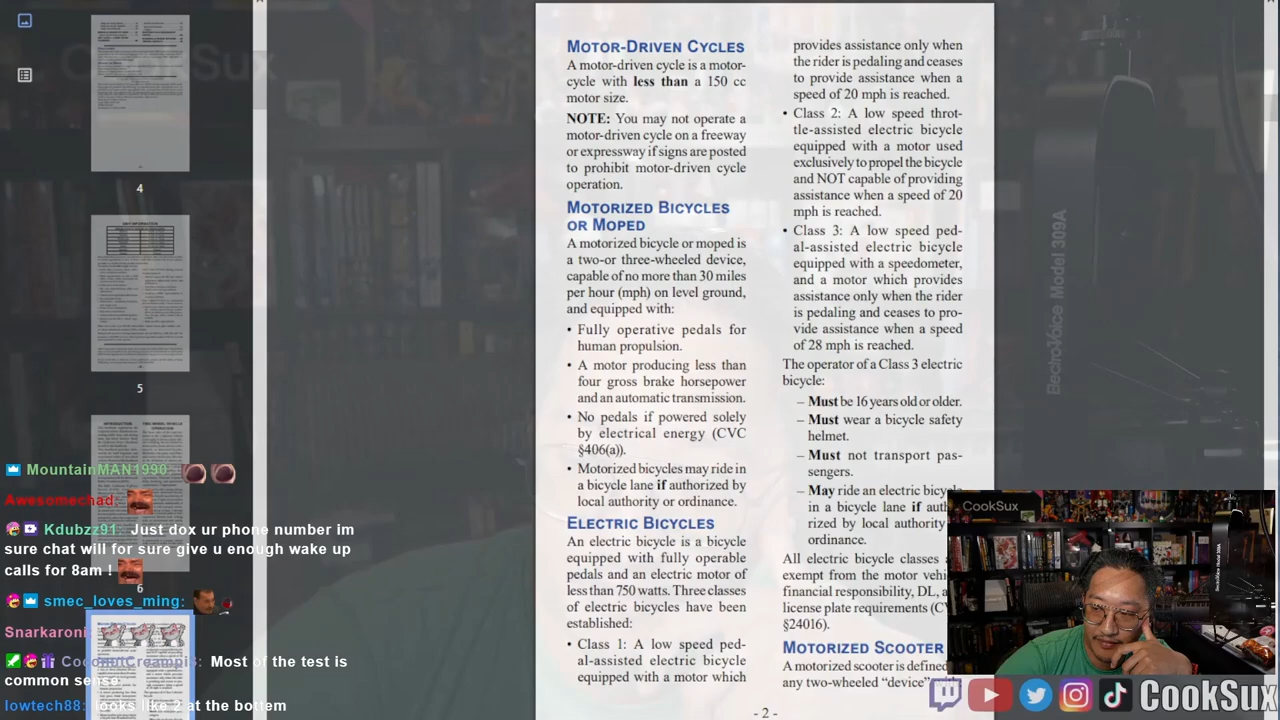 MOTOR-DRIVEN CYCLES
A motor-driven cycle is a motor-
cycle with less than a 150 cc
motor size.
NOTE: You may not operate a
motor-driven cycle on a freeway
or expressway if signs are posted
to prohibit motor-driven cycle
operation.
MOTORIZED BICYCLES
OR MOPED
A motorized bicycle or moped is
a two-or three-wheeled device,
capable of no more than 30 miles
per hour (mph) on level ground,
and equipped with:
• Fully operative pedals for
human propulsion.
• A motor producing less than
four gross brake horsepower
and an automatic transmission.
• No pedals if powered solely
by electrical energy (CVC
§406(a)).
• Motorized bicycles may ride in
a bicycle lane if authorized by
local authority or ordinance.
ELECTRIC BICYCLES
An electric bicycle is a bicycle
equipped with fully operable
pedals and an electric motor of
less than 750 watts. Three classes
of electric bicycles have been
established:
• Class 1: A low speed ped-
al-assisted electric bicycle
equipped with a motor which
provides assistance only when
the rider is pedaling and ceases
to provide assistance when a
speed of 20 mph is reached.
• Class 2: A low speed throt-
tle-assisted electric bicycle
equipped with a motor used
exclusively to propel the bicycle
and NOT capable of providing
assistance when a speed of 20
mph is reached.
• Class 3: A low speed ped-
al-assisted electric bicycle
equipped with a speedometer,
and a motor which provides
assistance only when the rider
is pedaling and ceases to pro-
vide assistance when a speed
of 28 mph is reached.
The operator of a Class 3 electric
bicycle:
– Must be 16 years old or older.
– Must wear a bicycle safety
helmet.
– Must not transport pas-
sengers.
May ride an electric
bicycle lane if
rized by local authority
ordinance.
All electric bicycle classes
exempt from the motor
financial responsibility, DL,
license plate requirements
§24016).
MOTORIZED SCOOTER
A motorized scooter is defined
any wheeled "device"
- 2 -
4
5
6
INTRODUCTION
MountainMAN1990:
Awesomechad:
Kdubzz91: Just dox ur phone number im
sure chat will for sure give u enough wake up
calls for 8am !
smec_loves_ming:
Most of the test is
lowtech88: looks like 2 at the bottem
Model 309A
CookSux
CookSux